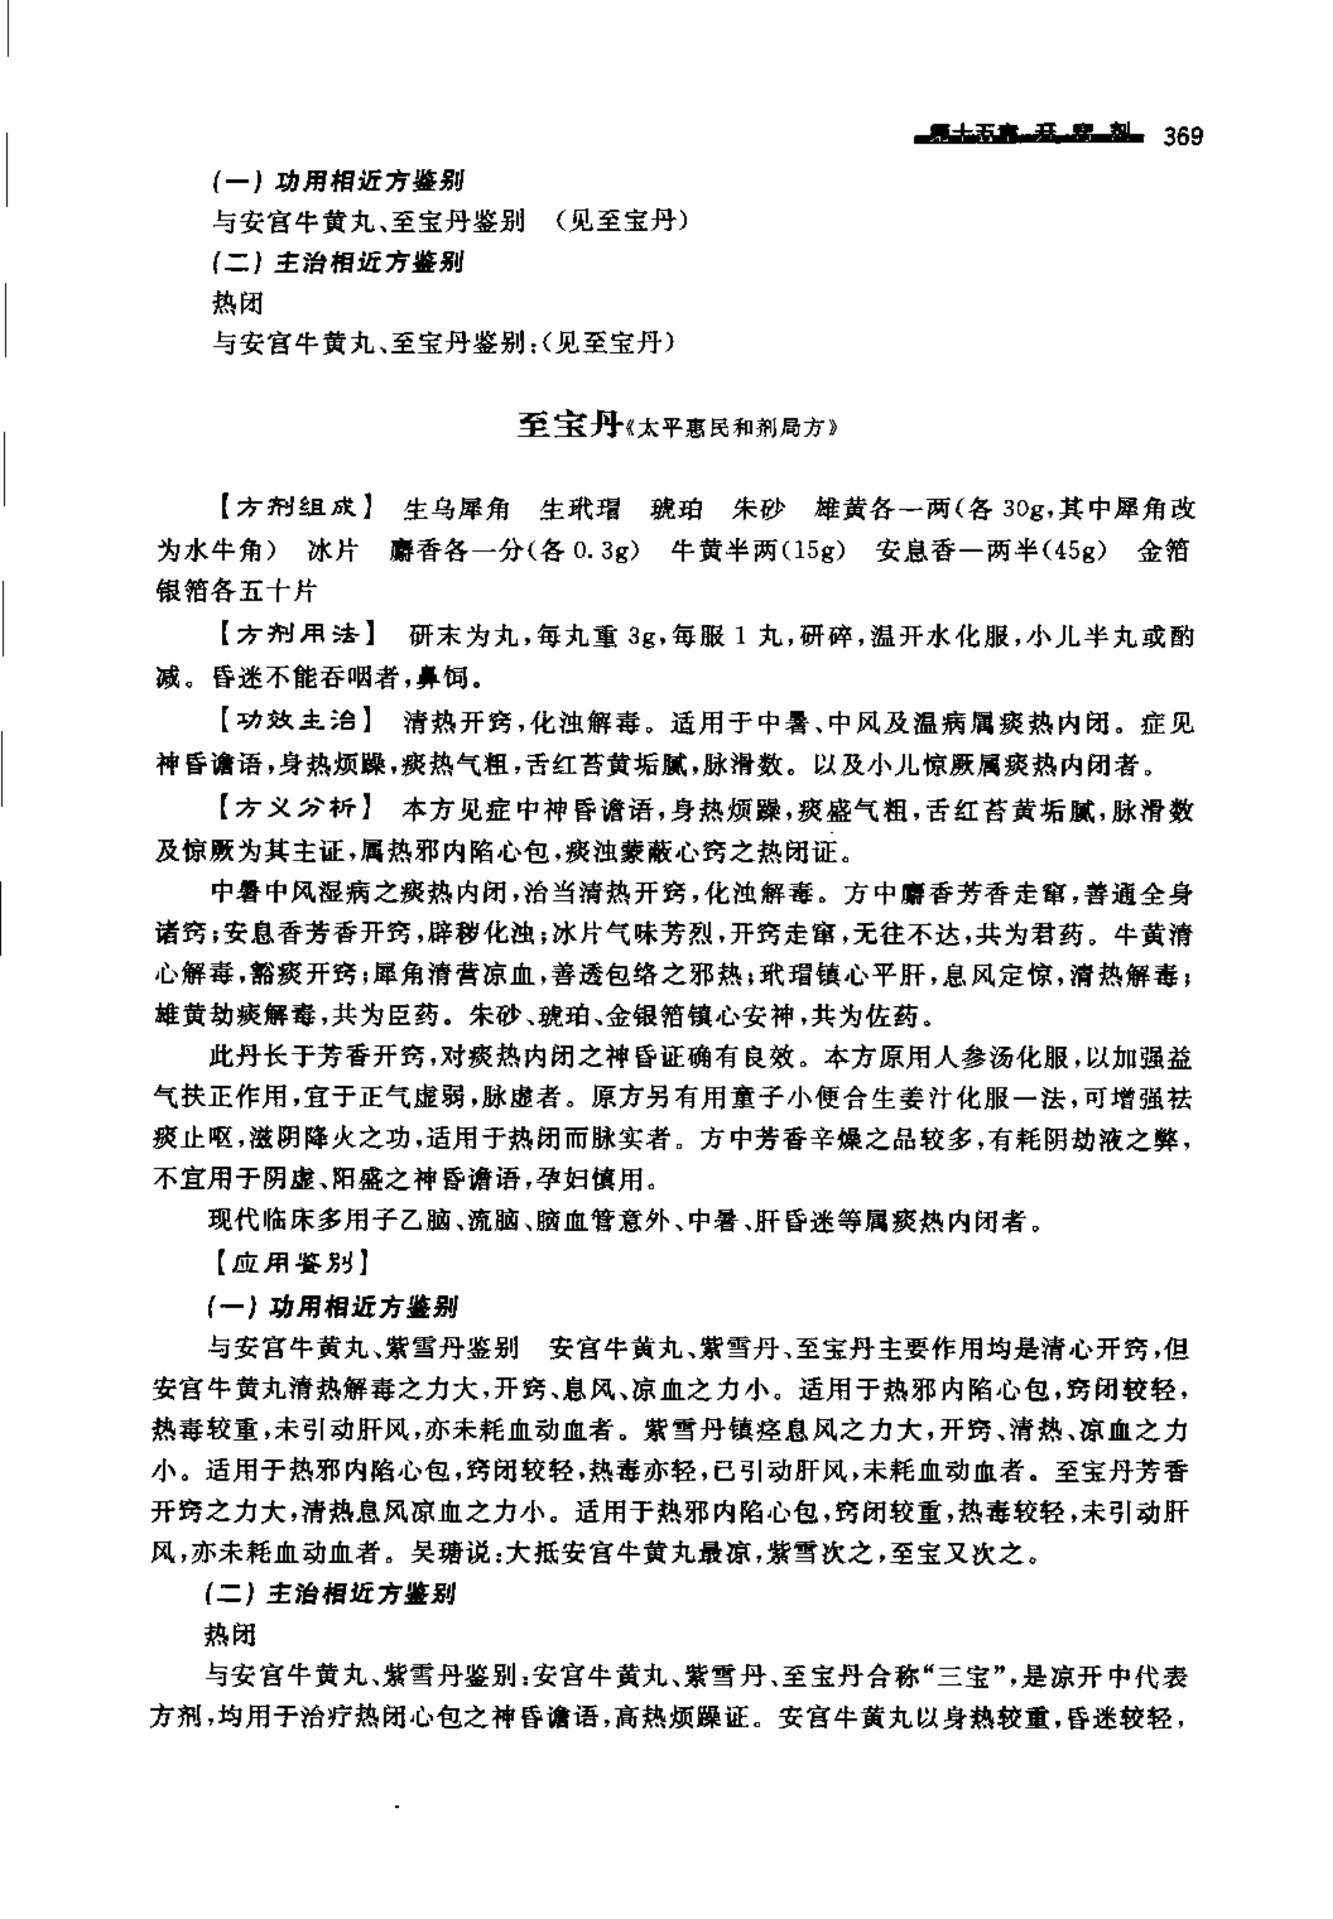 第十五章 开窍剂 369
(一)功用相近方鉴别
与安宫牛黄丸、至宝丹鉴别 (见至宝丹)
(二)主治相近方鉴别
热闭
与安宫牛黄丸、至宝丹鉴别:(见至宝丹)
至宝丹《太平惠民和剂局方》
【方剂组成】 生乌犀角 生玳瑁 琥珀 朱砂 雄黄各一两(各 30g,其中犀角改
为水牛角) 冰片 麝香各一分(各 0.3g) 牛黄半两(15g) 安息香一两半(45g) 金箔
银箔各五十片
【方剂用法】 研末为丸,每丸重 3g,每服 1 丸,研碎,温开水化服,小儿半丸或酌
减。昏迷不能吞咽者,鼻饲。
【功效主治】 清热开窍,化浊解毒。适用于中暑、中风及温病属痰热内闭。症见
神昏谵语,身热烦躁,痰热气粗,舌红苔黄垢腻,脉滑数。以及小儿惊厥属痰热内闭者。
【方义分析】 本方见症中神昏谵语,身热烦躁,痰盛气粗,舌红苔黄垢腻,脉滑数
及惊厥为其主证,属热邪内陷心包,痰浊蒙蔽心窍之热闭证。
中暑中风湿病之痰热内闭,治当清热开窍,化浊解毒。方中麝香芳香走窜,善通全身
诸窍;安息香芳香开窍,辟秽化浊;冰片气味芳烈,开窍走窜,无往不达,共为君药。牛黄清
心解毒,豁痰开窍;犀角清营凉血,善透包络之邪热;玳瑁镇心平肝,息风定惊,清热解毒;
雄黄劫痰解毒,共为臣药。朱砂、琥珀、金银箔镇心安神,共为佐药。
此丹长于芳香开窍,对痰热内闭之神昏证确有良效。本方原用人参汤化服,以加强益
气扶正作用,宜于正气虚弱,脉虚者。原方另有用童子小便合生姜汁化服一法,可增强祛
痰止呕,滋阴降火之功,适用于热闭而脉实者。方中芳香辛燥之品较多,有耗阴劫液之弊,
不宜用于阴虚、阳盛之神昏谵语,孕妇慎用。
现代临床多用子乙脑、流脑、脑血管意外、中暑、肝昏迷等属痰热内闭者。
【应用鉴别】
(一)功用相近方鉴别
与安宫牛黄丸、紫雪丹鉴别 安宫牛黄丸、紫雪丹、至宝丹主要作用均是清心开窍,但
安宫牛黄丸清热解毒之力大,开窍、息风、凉血之力小。适用于热邪内陷心包,窍闭较轻,
热毒较重,未引动肝风,亦未耗血动血者。紫雪丹镇痉息风之力大,开窍、清热、凉血之力
小。适用于热邪内陷心包,窍闭较轻,热毒亦轻,已引动肝风,未耗血动血者。至宝丹芳香
开窍之力大,清热息风凉血之力小。适用于热邪内陷心包,窍闭较重,热毒较轻,未引动肝
风,亦未耗血动血者。吴瑭说:大抵安宫牛黄丸最凉,紫雪次之,至宝又次之。
(二)主治相近方鉴别
热闭
与安宫牛黄丸、紫雪丹鉴别:安宫牛黄丸、紫雪丹、至宝丹合称“三宝”,是凉开中代表
方剂,均用于治疗热闭心包之神昏谵语,高热烦躁证。安宫牛黄丸以身热较重,昏迷较轻,